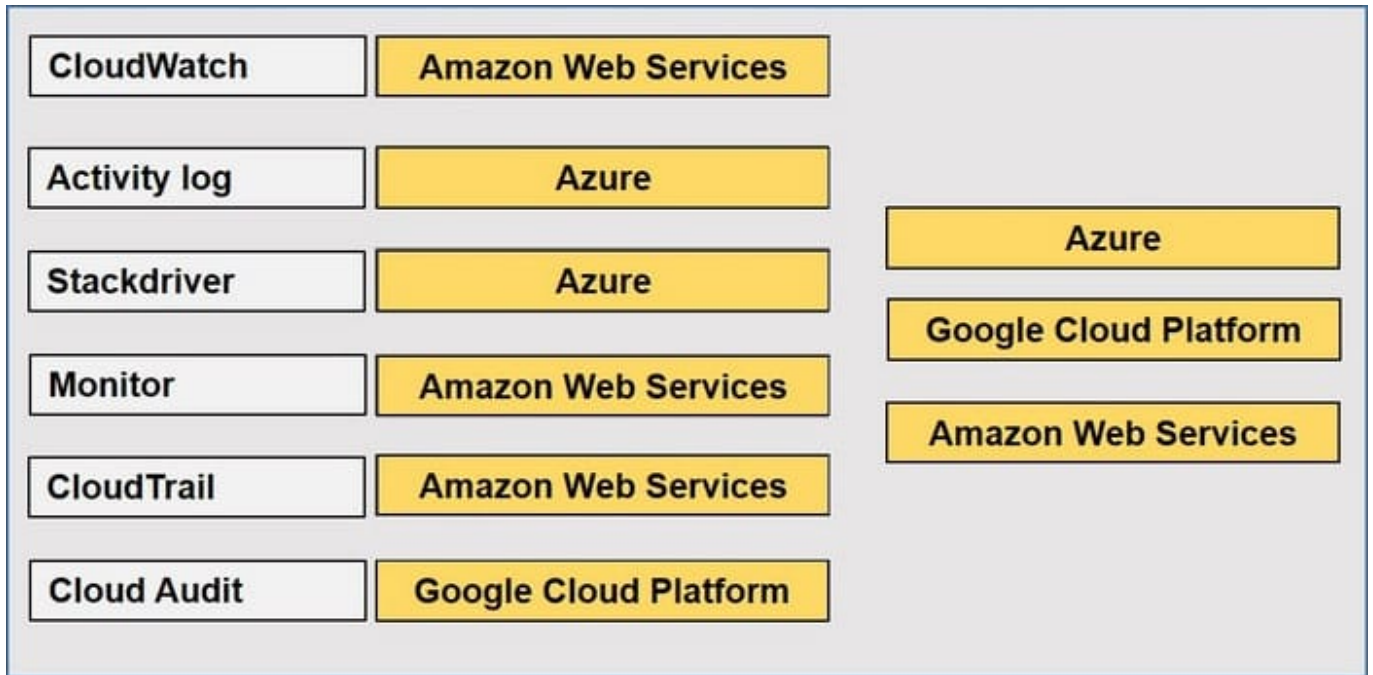 CloudWatch
Amazon Web Services
Activity log
Azure
Stackdriver
Azure
Monitor
Amazon Web Services
CloudTrail
Amazon Web Services
Cloud Audit
Google Cloud Platform
Azure
Google Cloud Platform
Amazon Web Services